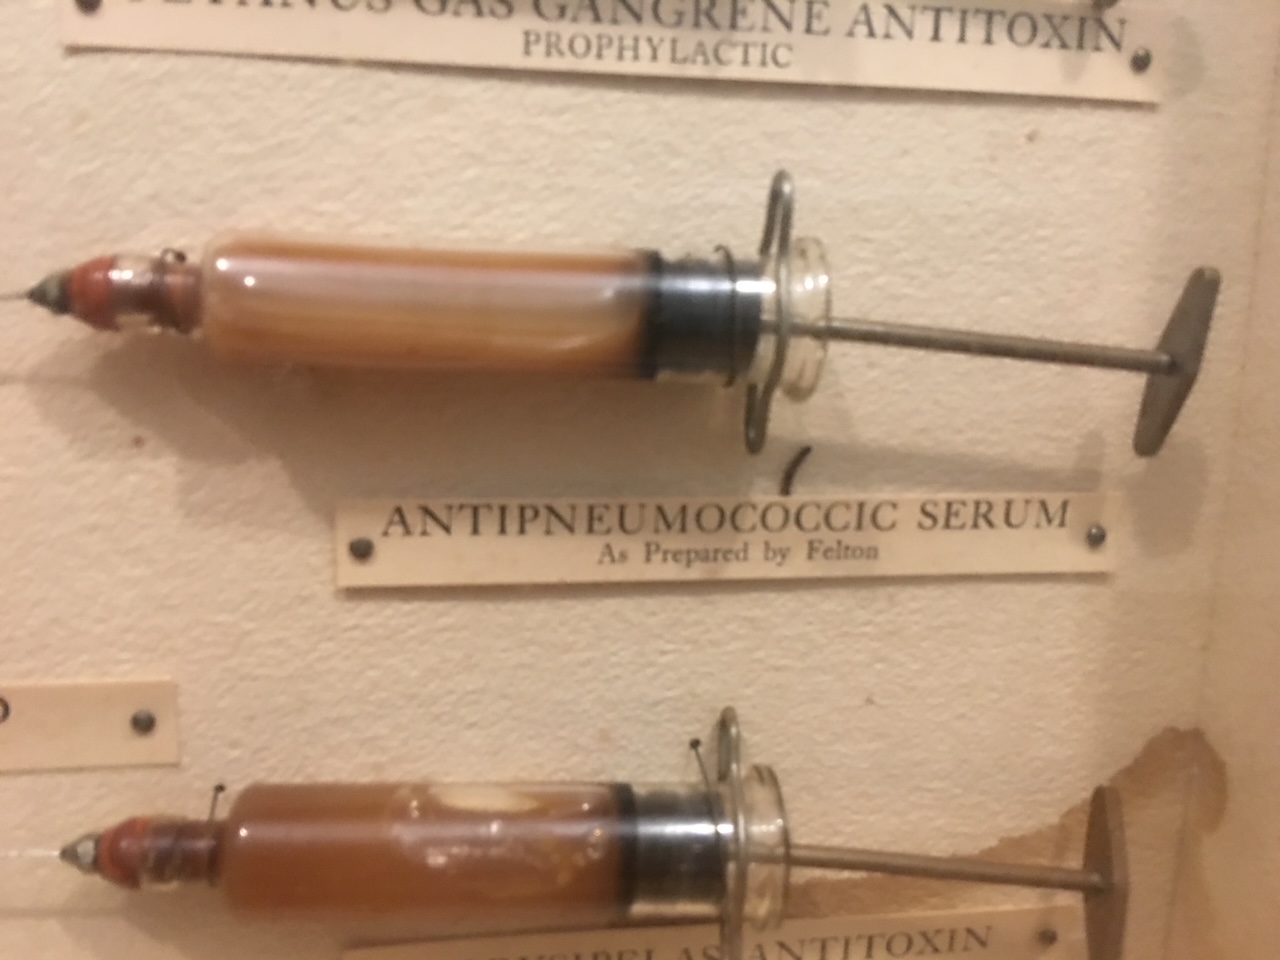 GAS GANGRENE ANTITOXIN
PROPHYLACTIC
ANTIPNEUMOCOCCIC SERUM
As Prepared by Felton
ANTITOXIN